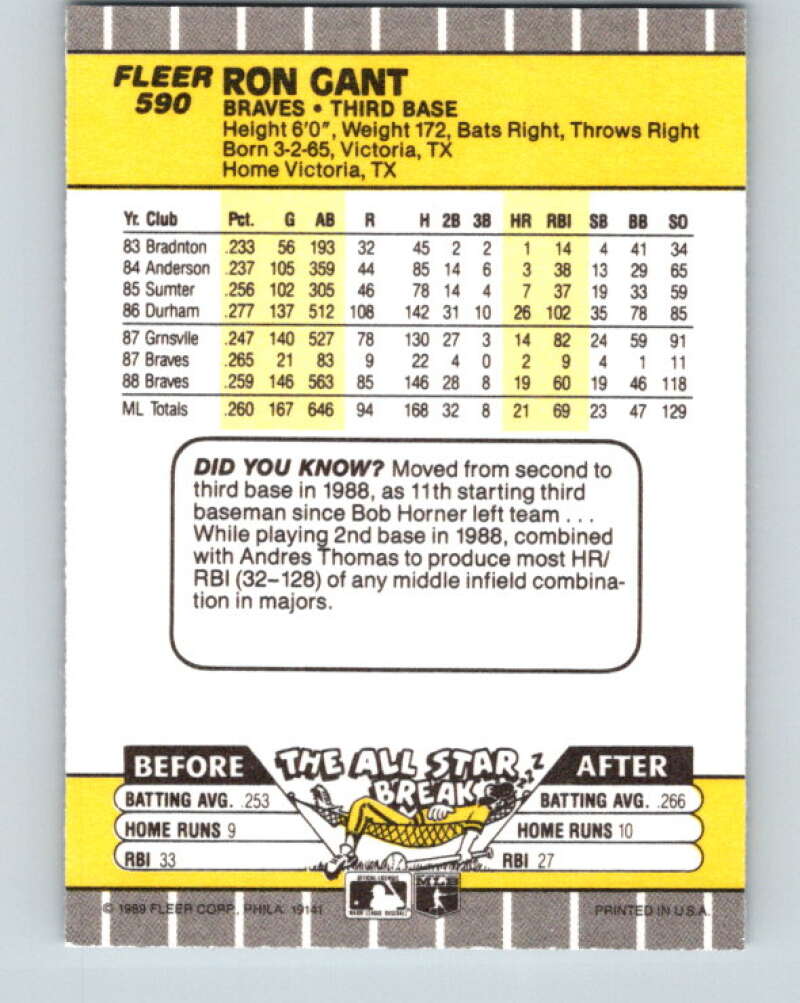 FLEER RON GANT
590 BRAVES • THIRD BASE
Height 6'0", Weight 172, Bats Right, Throws Right
Born 3-2-65, Victoria, TX
Home Victoria, TX
Yr. Club Pct. G AB R H 2B 3B HR RBI SB BB SO
83 Bradnton .233 56 193 32 45 2 2 1 14 4 41 34
84 Anderson .237 105 359 44 85 14 6 3 38 13 29 65
85 Sumter .256 102 305 46 78 14 4 7 37 19 33 59
86 Durham .277 137 512 108 142 31 10 26 102 35 78 85
87 Grnsvlle .247 140 527 78 130 27 3 14 82 24 59 91
87 Braves .265 21 83 9 22 4 0 2 9 4 1 11
88 Braves .259 146 563 85 146 28 8 19 60 19 46 118
ML Totals .260 167 646 94 168 32 8 21 69 23 47 129
DID YOU KNOW? Moved from second to
third base in 1988, as 11th starting third
baseman since Bob Horner left team . . .
While playing 2nd base in 1988, combined
with Andres Thomas to produce most HR/
RBI (32–128) of any middle infield combina-
tion in majors.
BEFORE THE ALL STAR BREAK ZZZ AFTER
BATTING AVG. .253 BATTING AVG. .266
HOME RUNS 9 HOME RUNS 10
RBI 33 RBI 27
OFFICIAL LICENSEE
MAJOR LEAGUE BASEBALL
MLB
© 1989 FLEER CORP., PHILA. 19141 PRINTED IN U.S.A.